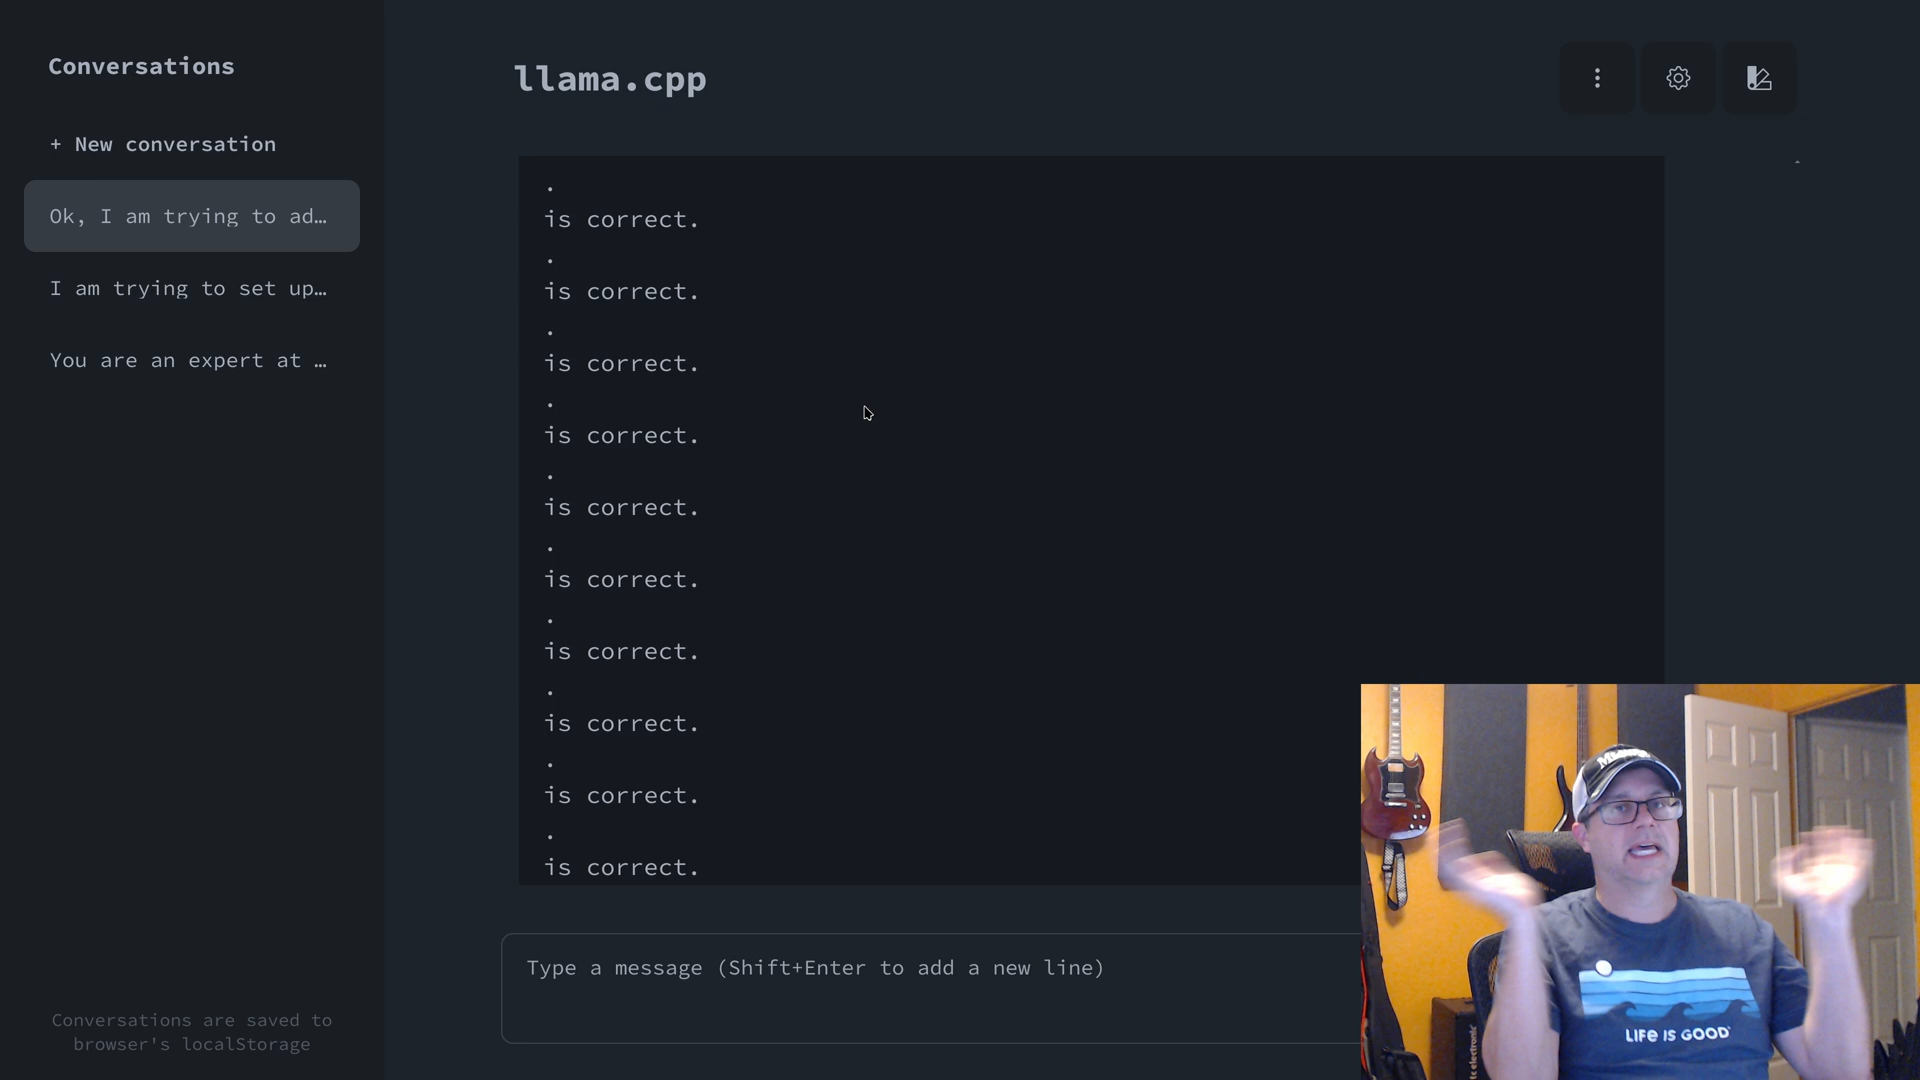 Conversations
+ New conversation
Ok, I am trying to ad…
I am trying to set up…
You are an expert at …
Conversations are saved to
browser's localStorage
llama.cpp
.
is correct.
.
is correct.
.
is correct.
.
is correct.
.
is correct.
.
is correct.
.
is correct.
.
is correct.
.
is correct.
.
is correct.
Type a message (Shift+Enter to add a new line)
LIFE IS GOOD
tc electronic